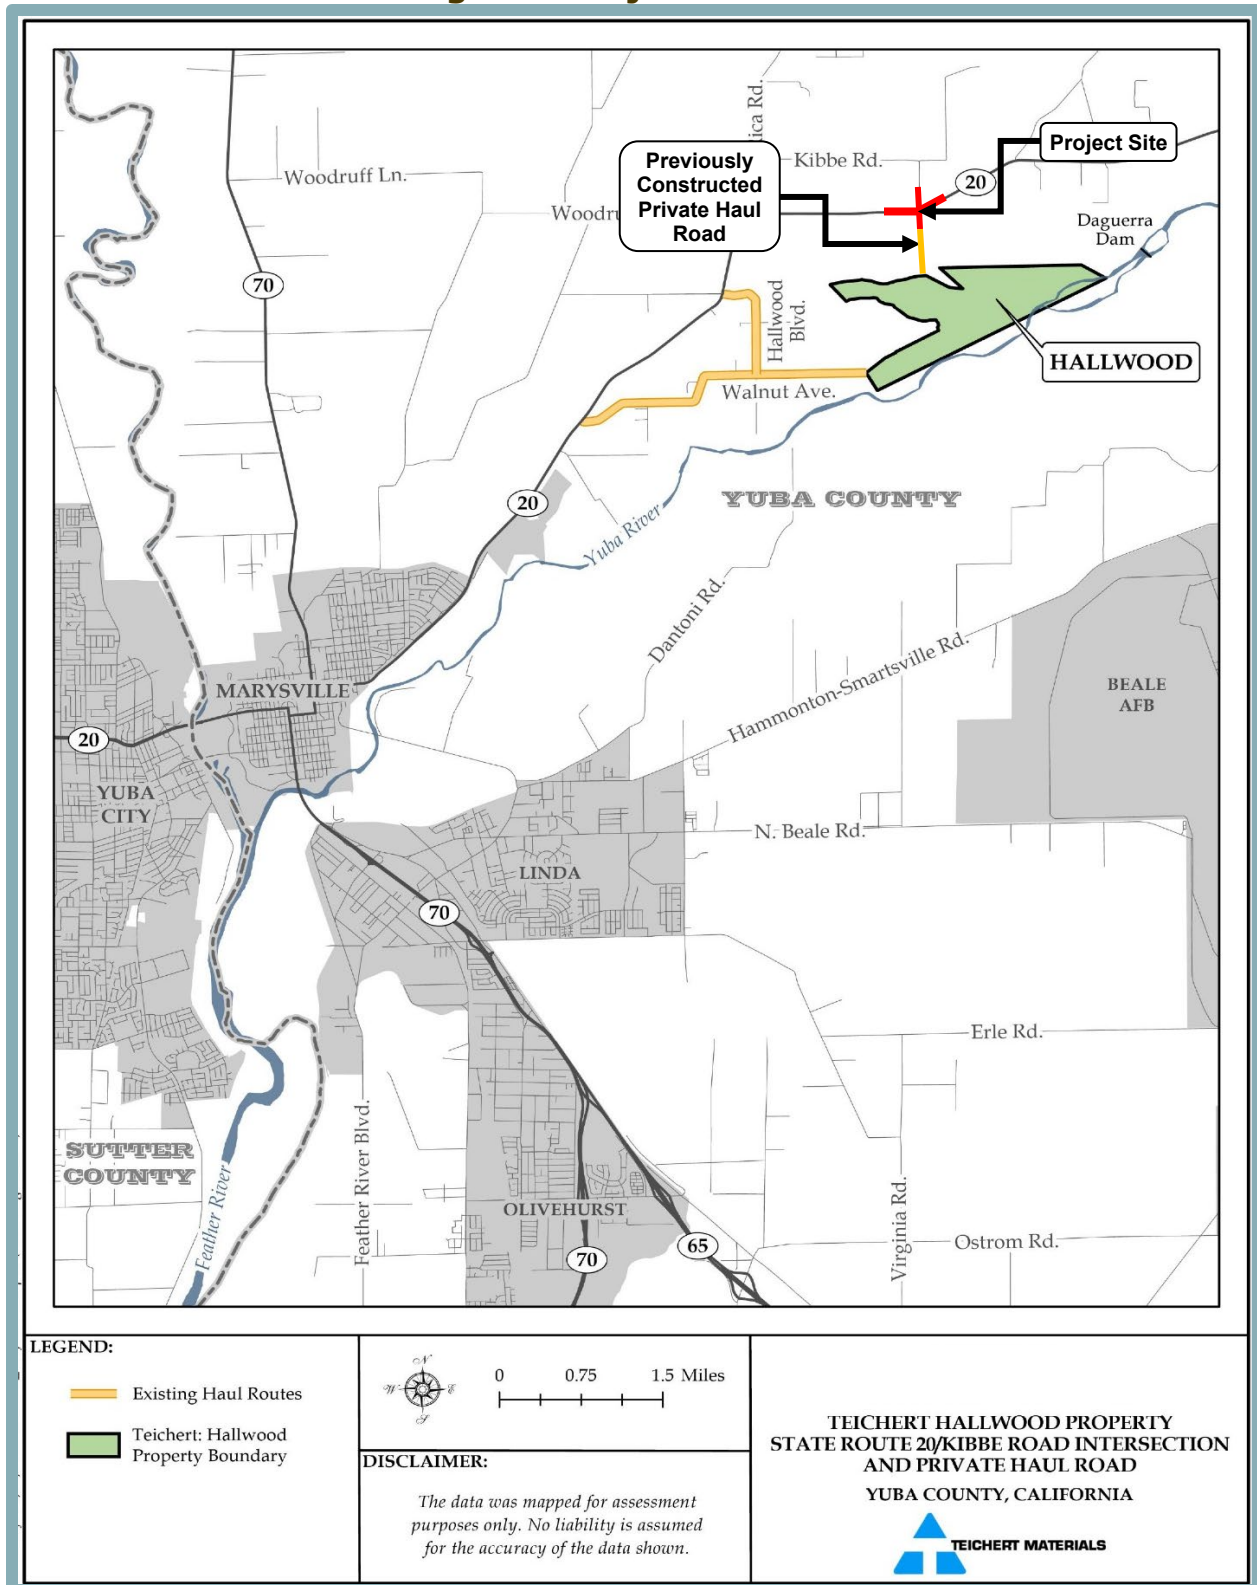 ica Rd.
Kibbe Rd.
Project Site
Previously
Constructed
Private Haul
Road
Woodruff Ln.
20
Daguerra
Dam
70
Hallwood
Blvd.
HALLWOOD
Walnut Ave.
20
YUBA COUNTY
Yuba River
Dantoni Rd.
Hammonton-Smartsville Rd.
MARYSVILLE
BEALE
AFB
20
YUBA
CITY
N. Beale Rd.
LINDA
70
Erle Rd.
SUTTER
COUNTY
Feather River
Feather River Blvd.
OLIVEHURST
Virginia Rd.
Ostrom Rd.
65
70
LEGEND:
Existing Haul Routes
Teichert: Hallwood
Property Boundary
N
W E
S
0 0.75 1.5 Miles
DISCLAIMER:
The data was mapped for assessment
purposes only. No liability is assumed
for the accuracy of the data shown.
TEICHERT HALLWOOD PROPERTY
STATE ROUTE 20/KIBBE ROAD INTERSECTION
AND PRIVATE HAUL ROAD
YUBA COUNTY, CALIFORNIA
TEICHERT MATERIALS